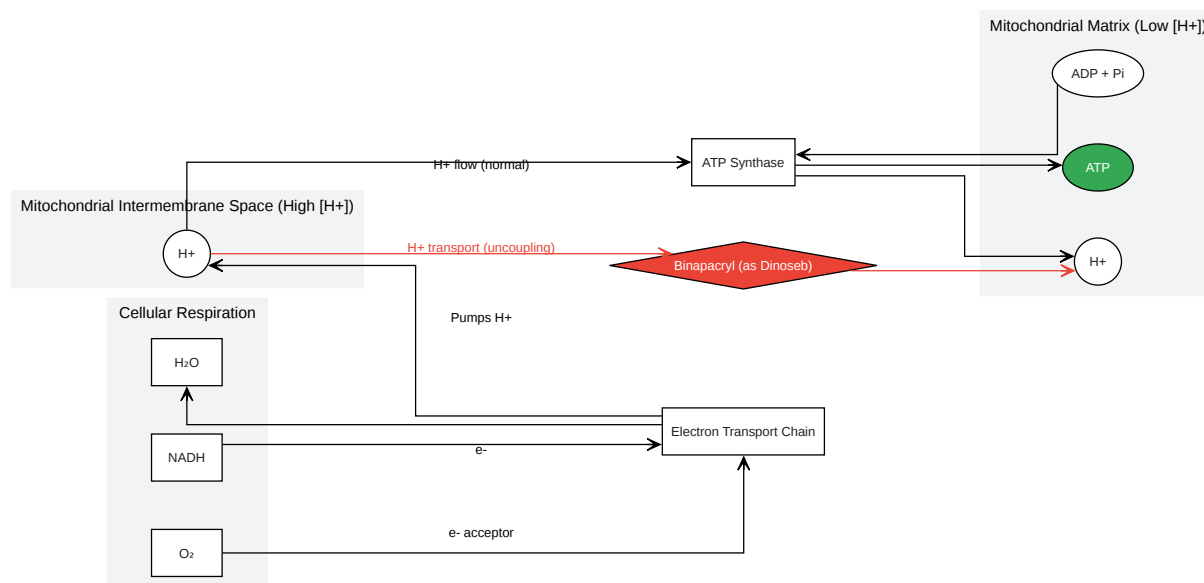 Mitochondrial Matrix (Low [H+])
ADP + Pi
H+ flow (normal)
ATP Synthase
ATP
Mitochondrial Intermembrane Space (High [H+])
H+
H+ transport (uncoupling)
Binapacryl (as Dinoseb)
H+
Cellular Respiration
Pumps H+
H₂O
Electron Transport Chain
NADH
e-
e- acceptor
O₂